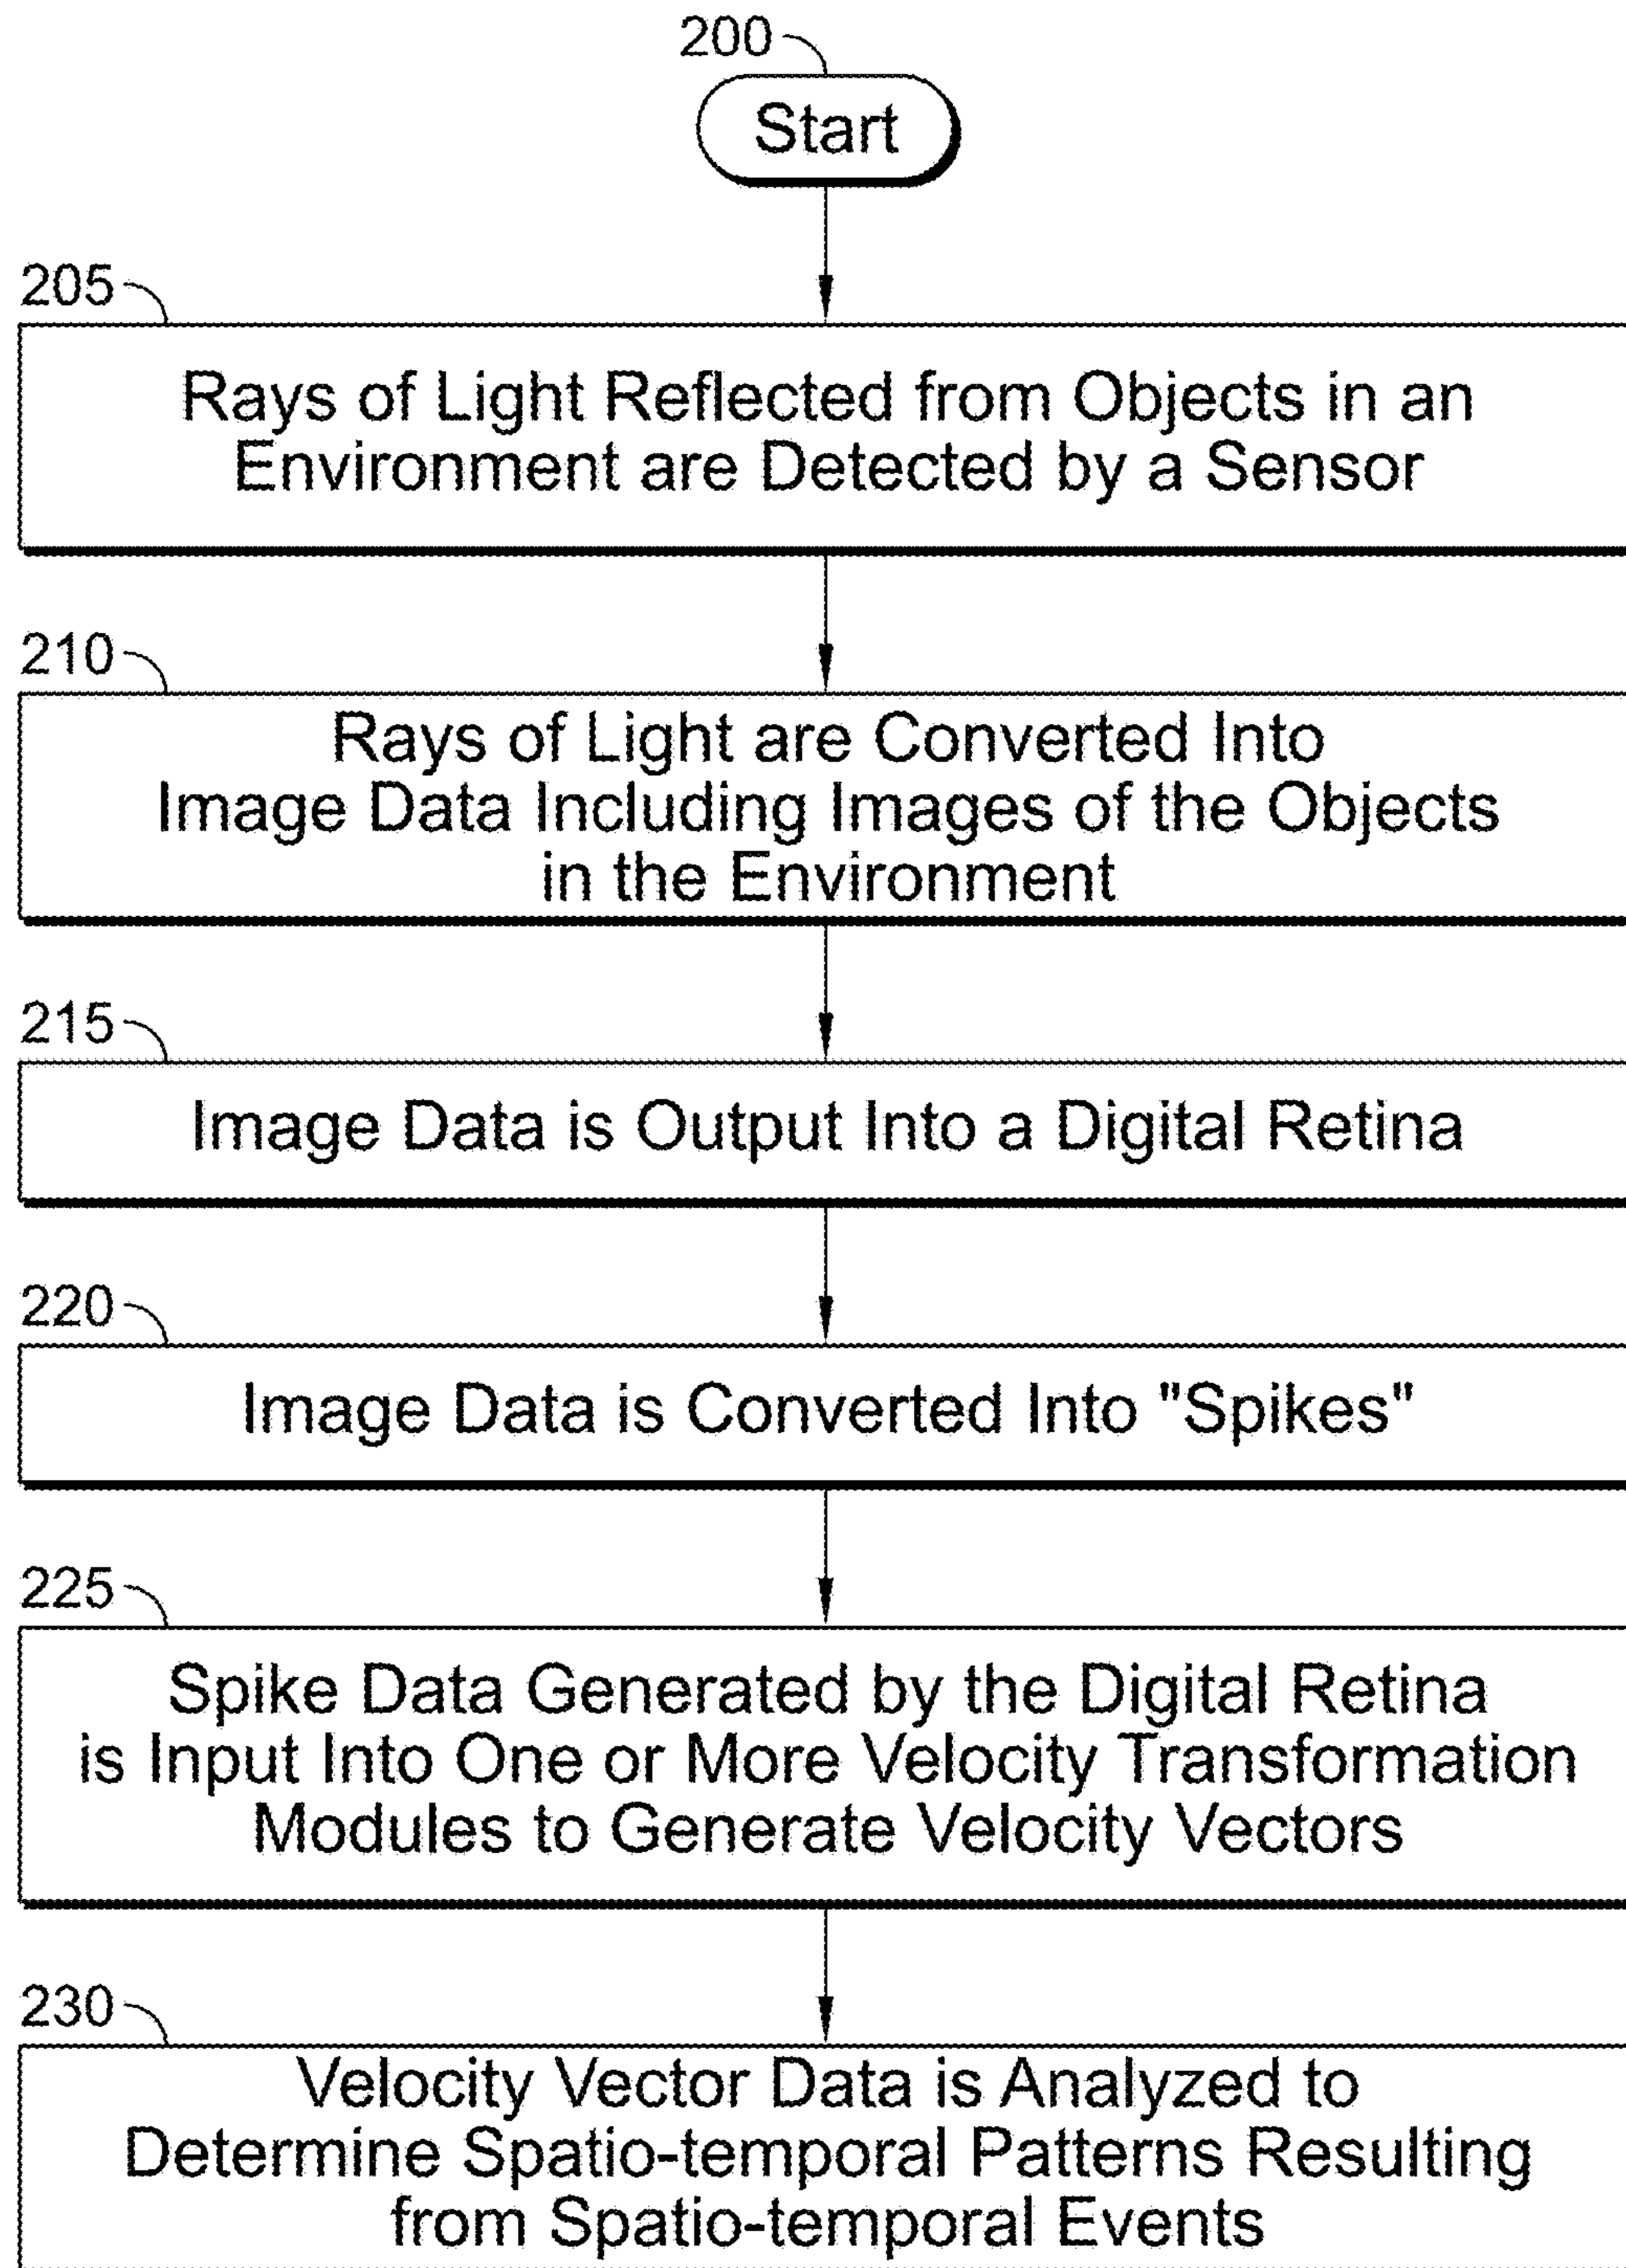 200
Start
205
Rays of Light Reflected from Objects in an
Environment are Detected by a Sensor
210
Rays of Light are Converted Into
Image Data Including Images of the Objects
in the Environment
215
Image Data is Output Into a Digital Retina
220
Image Data is Converted Into "Spikes"
225
Spike Data Generated by the Digital Retina
is Input Into One or More Velocity Transformation
Modules to Generate Velocity Vectors
230
Velocity Vector Data is Analyzed to
Determine Spatio-temporal Patterns Resulting
from Spatio-temporal Events